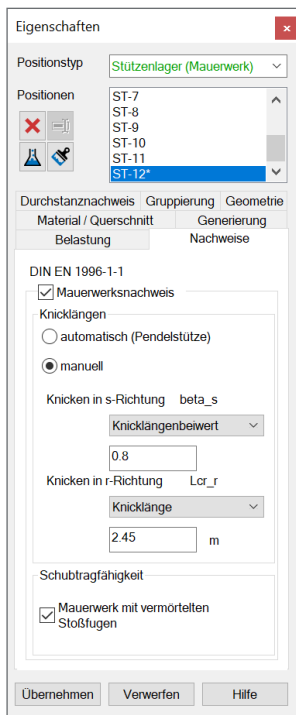 Eigenschaften
Positionstyp
Stützenlager (Mauerwerk)
Positionen
ST-7
ST-8
ST-9
ST-10
ST-11
ST-12*
Durchstanznachweis Gruppierung Geometrie
Material / Querschnitt Generierung
Belastung Nachweise
DIN EN 1996-1-1
Mauerwerksnachweis
Knicklängen
automatisch (Pendelstütze)
manuell
Knicken in s-Richtung beta_s
Knicklängenbeiwert
0.8
Knicken in r-Richtung Lcr_r
Knicklänge
2.45 m
Schubtragfähigkeit
Mauerwerk mit vermörtelten
Stoßfugen
Übernehmen Verwerfen Hilfe